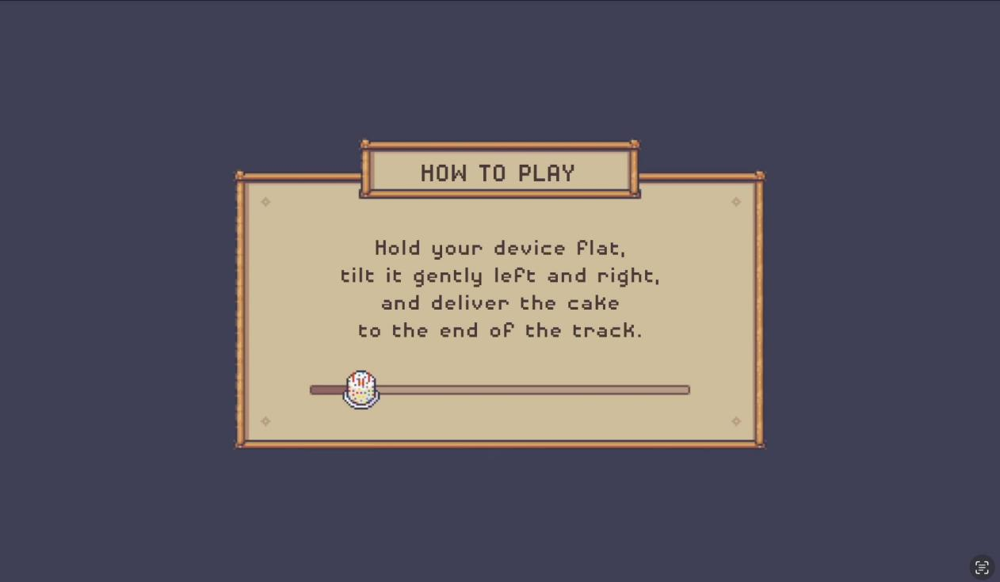 HOW TO PLAY
Hold your device flat,
tilt it gently left and right,
and deliver the cake
to the end of the track.